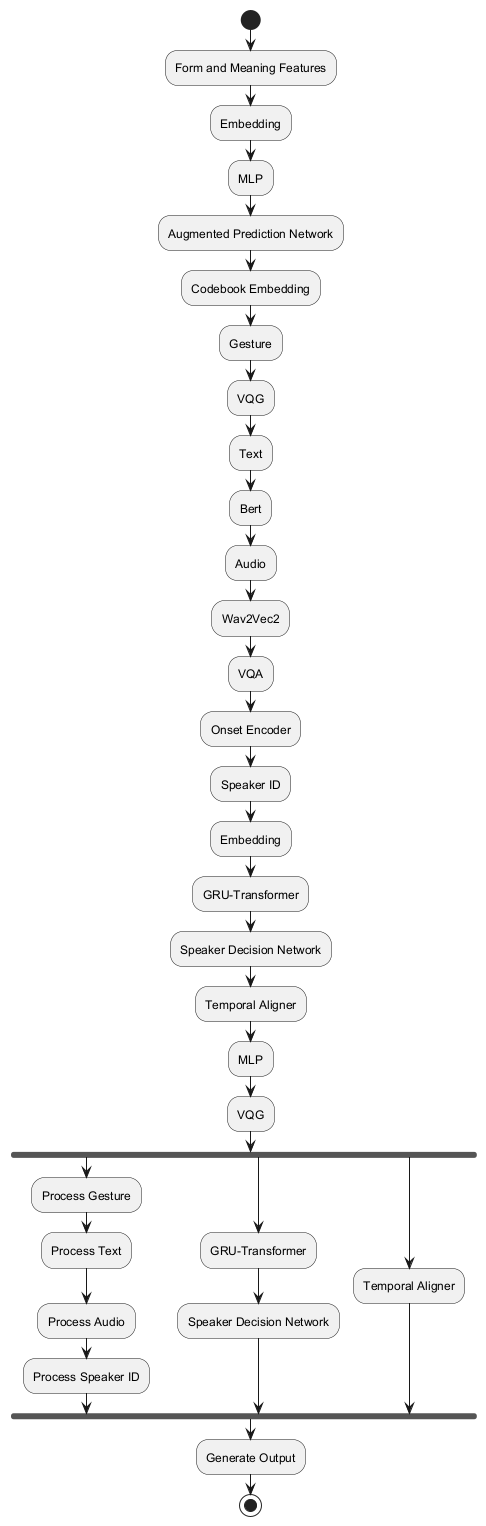 Form and Meaning Features
Embedding
MLP
Augmented Prediction Network
Codebook Embedding
Gesture
VQG
Text
Bert
Audio
Wav2Vec2
VQA
Onset Encoder
Speaker ID
Embedding
GRU-Transformer
Speaker Decision Network
Temporal Aligner
MLP
VQG
Process Gesture
Process Text
Process Audio
Process Speaker ID
GRU-Transformer
Speaker Decision Network
Temporal Aligner
Generate Output